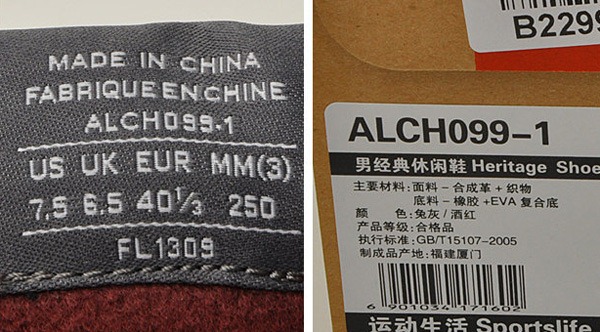 MADE IN CHINA
FABRIQUE EN CHINE
ALCH099-1
US UK EUR MM(3)
7.5 6.5 40⅓ 250
FL1309
B2299
ALCH099-1
男经典休闲鞋 Heritage Shoe
主要材料: 面料-合成革+织物
底料-橡胶+EVA 复合底
颜 色: 兔灰/酒红
产品等级: 合格品
执行标准: GB/T15107-2005
制成品产地: 福建厦门
6 901034 171602
运动生活 Sportslife